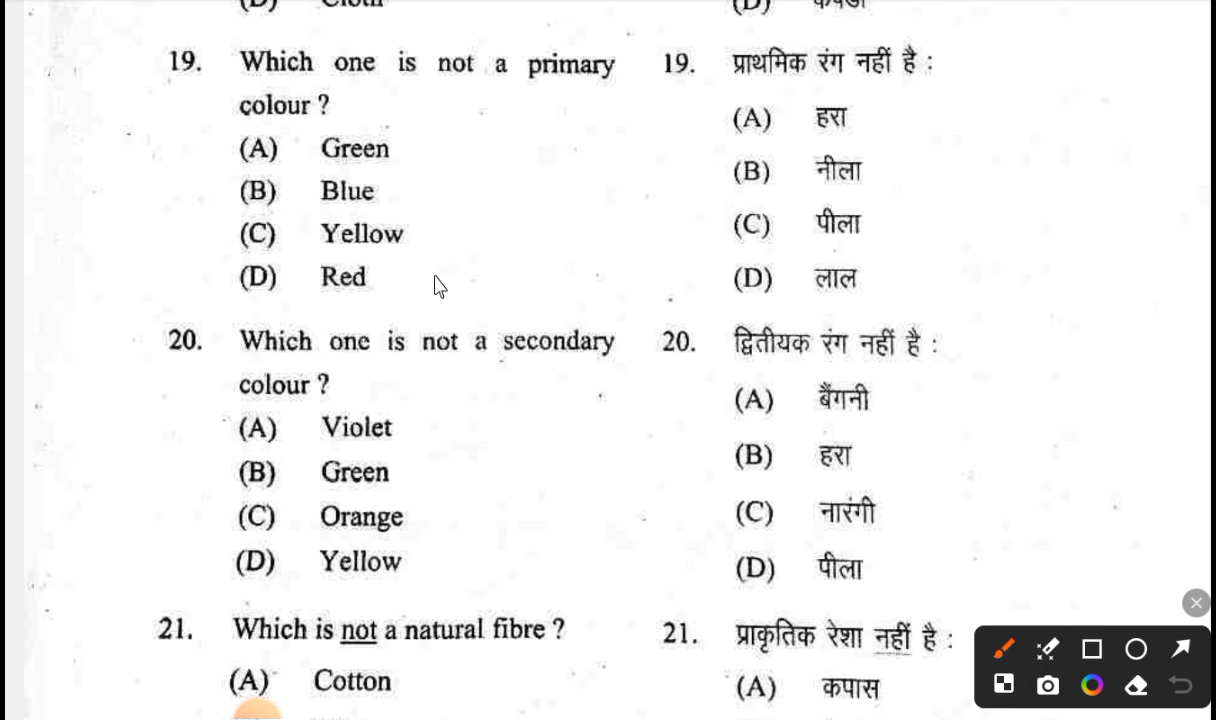 (D) Cloth
19. Which one is not a primary
colour ?
(A) Green
(B) Blue
(C) Yellow
(D) Red
20. Which one is not a secondary
colour ?
(A) Violet
(B) Green
(C) Orange
(D) Yellow
21. Which is not a natural fibre ?
(A) Cotton
(D) कपड़ा
19. प्राथमिक रंग नहीं है :
(A) हरा
(B) नीला
(C) पीला
(D) लाल
20. द्वितीयक रंग नहीं है :
(A) बैंगनी
(B) हरा
(C) नारंगी
(D) पीला
21. प्राकृतिक रेशा नहीं है :
(A) कपास